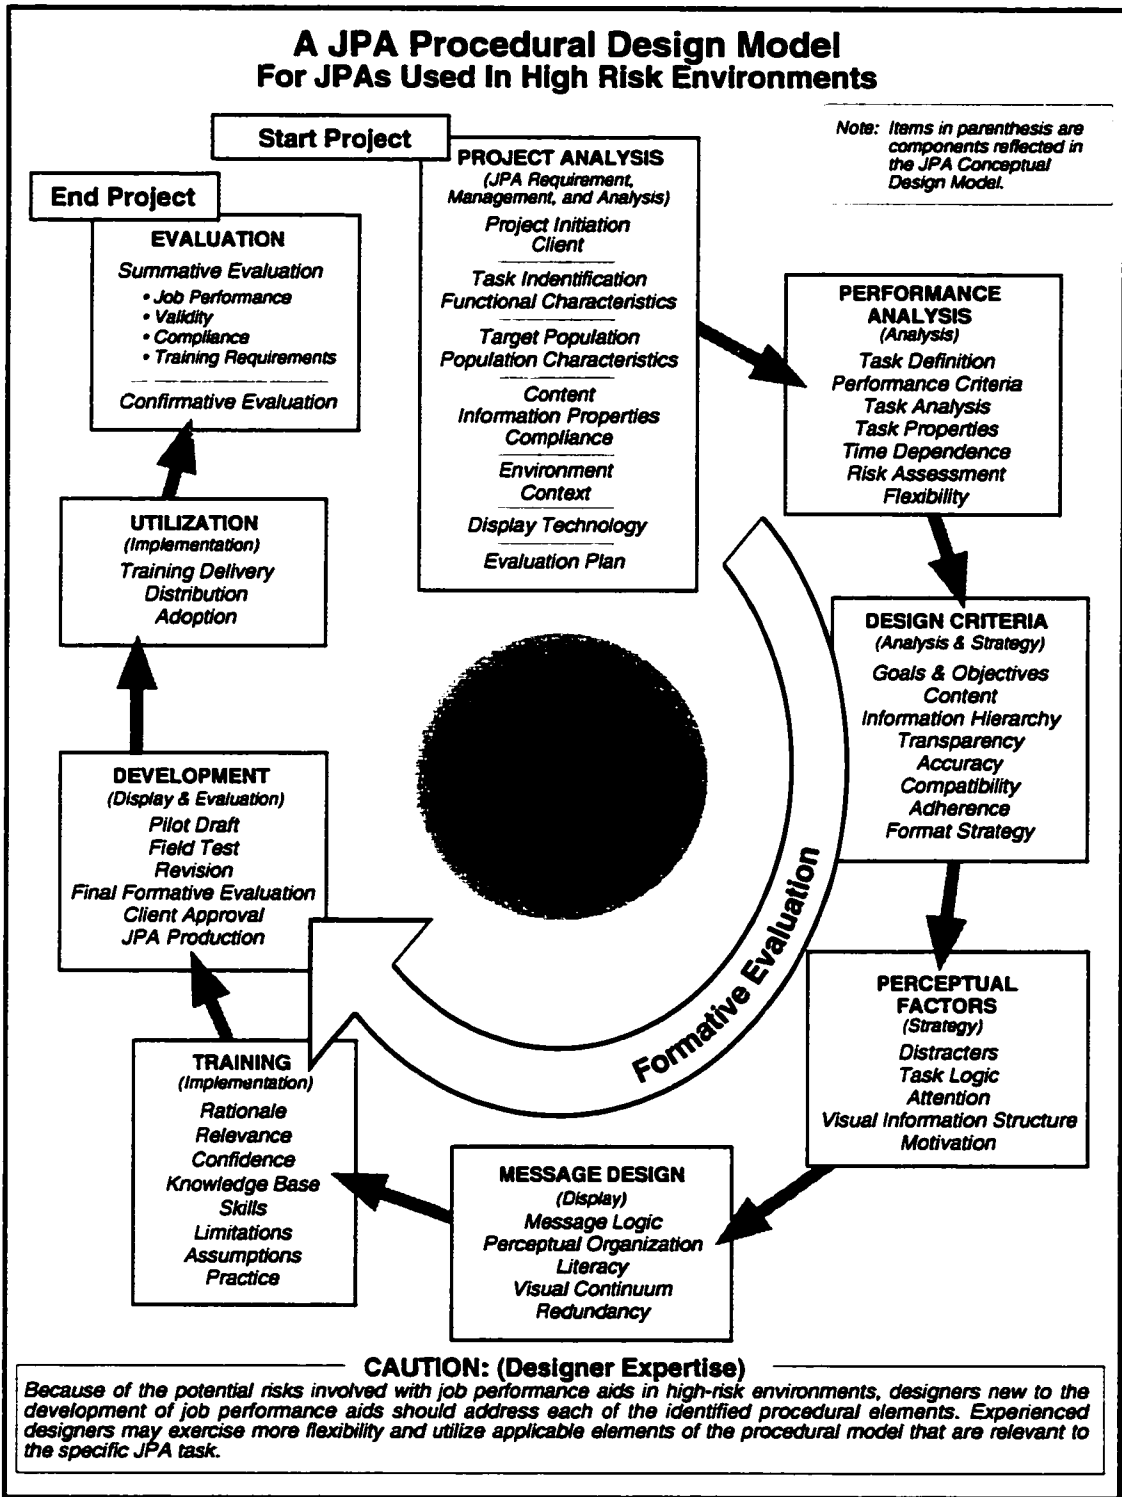 A JPA Procedural Design Model
For JPAs Used In High Risk Environments
Note: Items in parenthesis are
components reflected in
the JPA Conceptual
Design Model.
Start Project
PROJECT ANALYSIS
(JPA Requirement,
Management, and Analysis)
Project Initiation
Client
Task Indentification
Functional Characteristics
Target Population
Population Characteristics
Content
Information Properties
Compliance
Environment
Context
Display Technology
Evaluation Plan
PERFORMANCE
ANALYSIS
(Analysis)
Task Definition
Performance Criteria
Task Analysis
Task Properties
Time Dependence
Risk Assessment
Flexibility
DESIGN CRITERIA
(Analysis & Strategy)
Goals & Objectives
Content
Information Hierarchy
Transparency
Accuracy
Compatibility
Adherence
Format Strategy
PERCEPTUAL
FACTORS
(Strategy)
Distracters
Task Logic
Attention
Visual Information Structure
Motivation
MESSAGE DESIGN
(Display)
Message Logic
Perceptual Organization
Literacy
Visual Continuum
Redundancy
TRAINING
(Implementation)
Rationale
Relevance
Confidence
Knowledge Base
Skills
Limitations
Assumptions
Practice
DEVELOPMENT
(Display & Evaluation)
Pilot Draft
Field Test
Revision
Final Formative Evaluation
Client Approval
JPA Production
UTILIZATION
(Implementation)
Training Delivery
Distribution
Adoption
End Project
EVALUATION
Summative Evaluation
• Job Performance
• Validity
• Compliance
• Training Requirements
Confirmative Evaluation
Formative Evaluation
CAUTION: (Designer Expertise)
Because of the potential risks involved with job performance aids in high-risk environments, designers new to the
development of job performance aids should address each of the identified procedural elements. Experienced
designers may exercise more flexibility and utilize applicable elements of the procedural model that are relevant to
the specific JPA task.